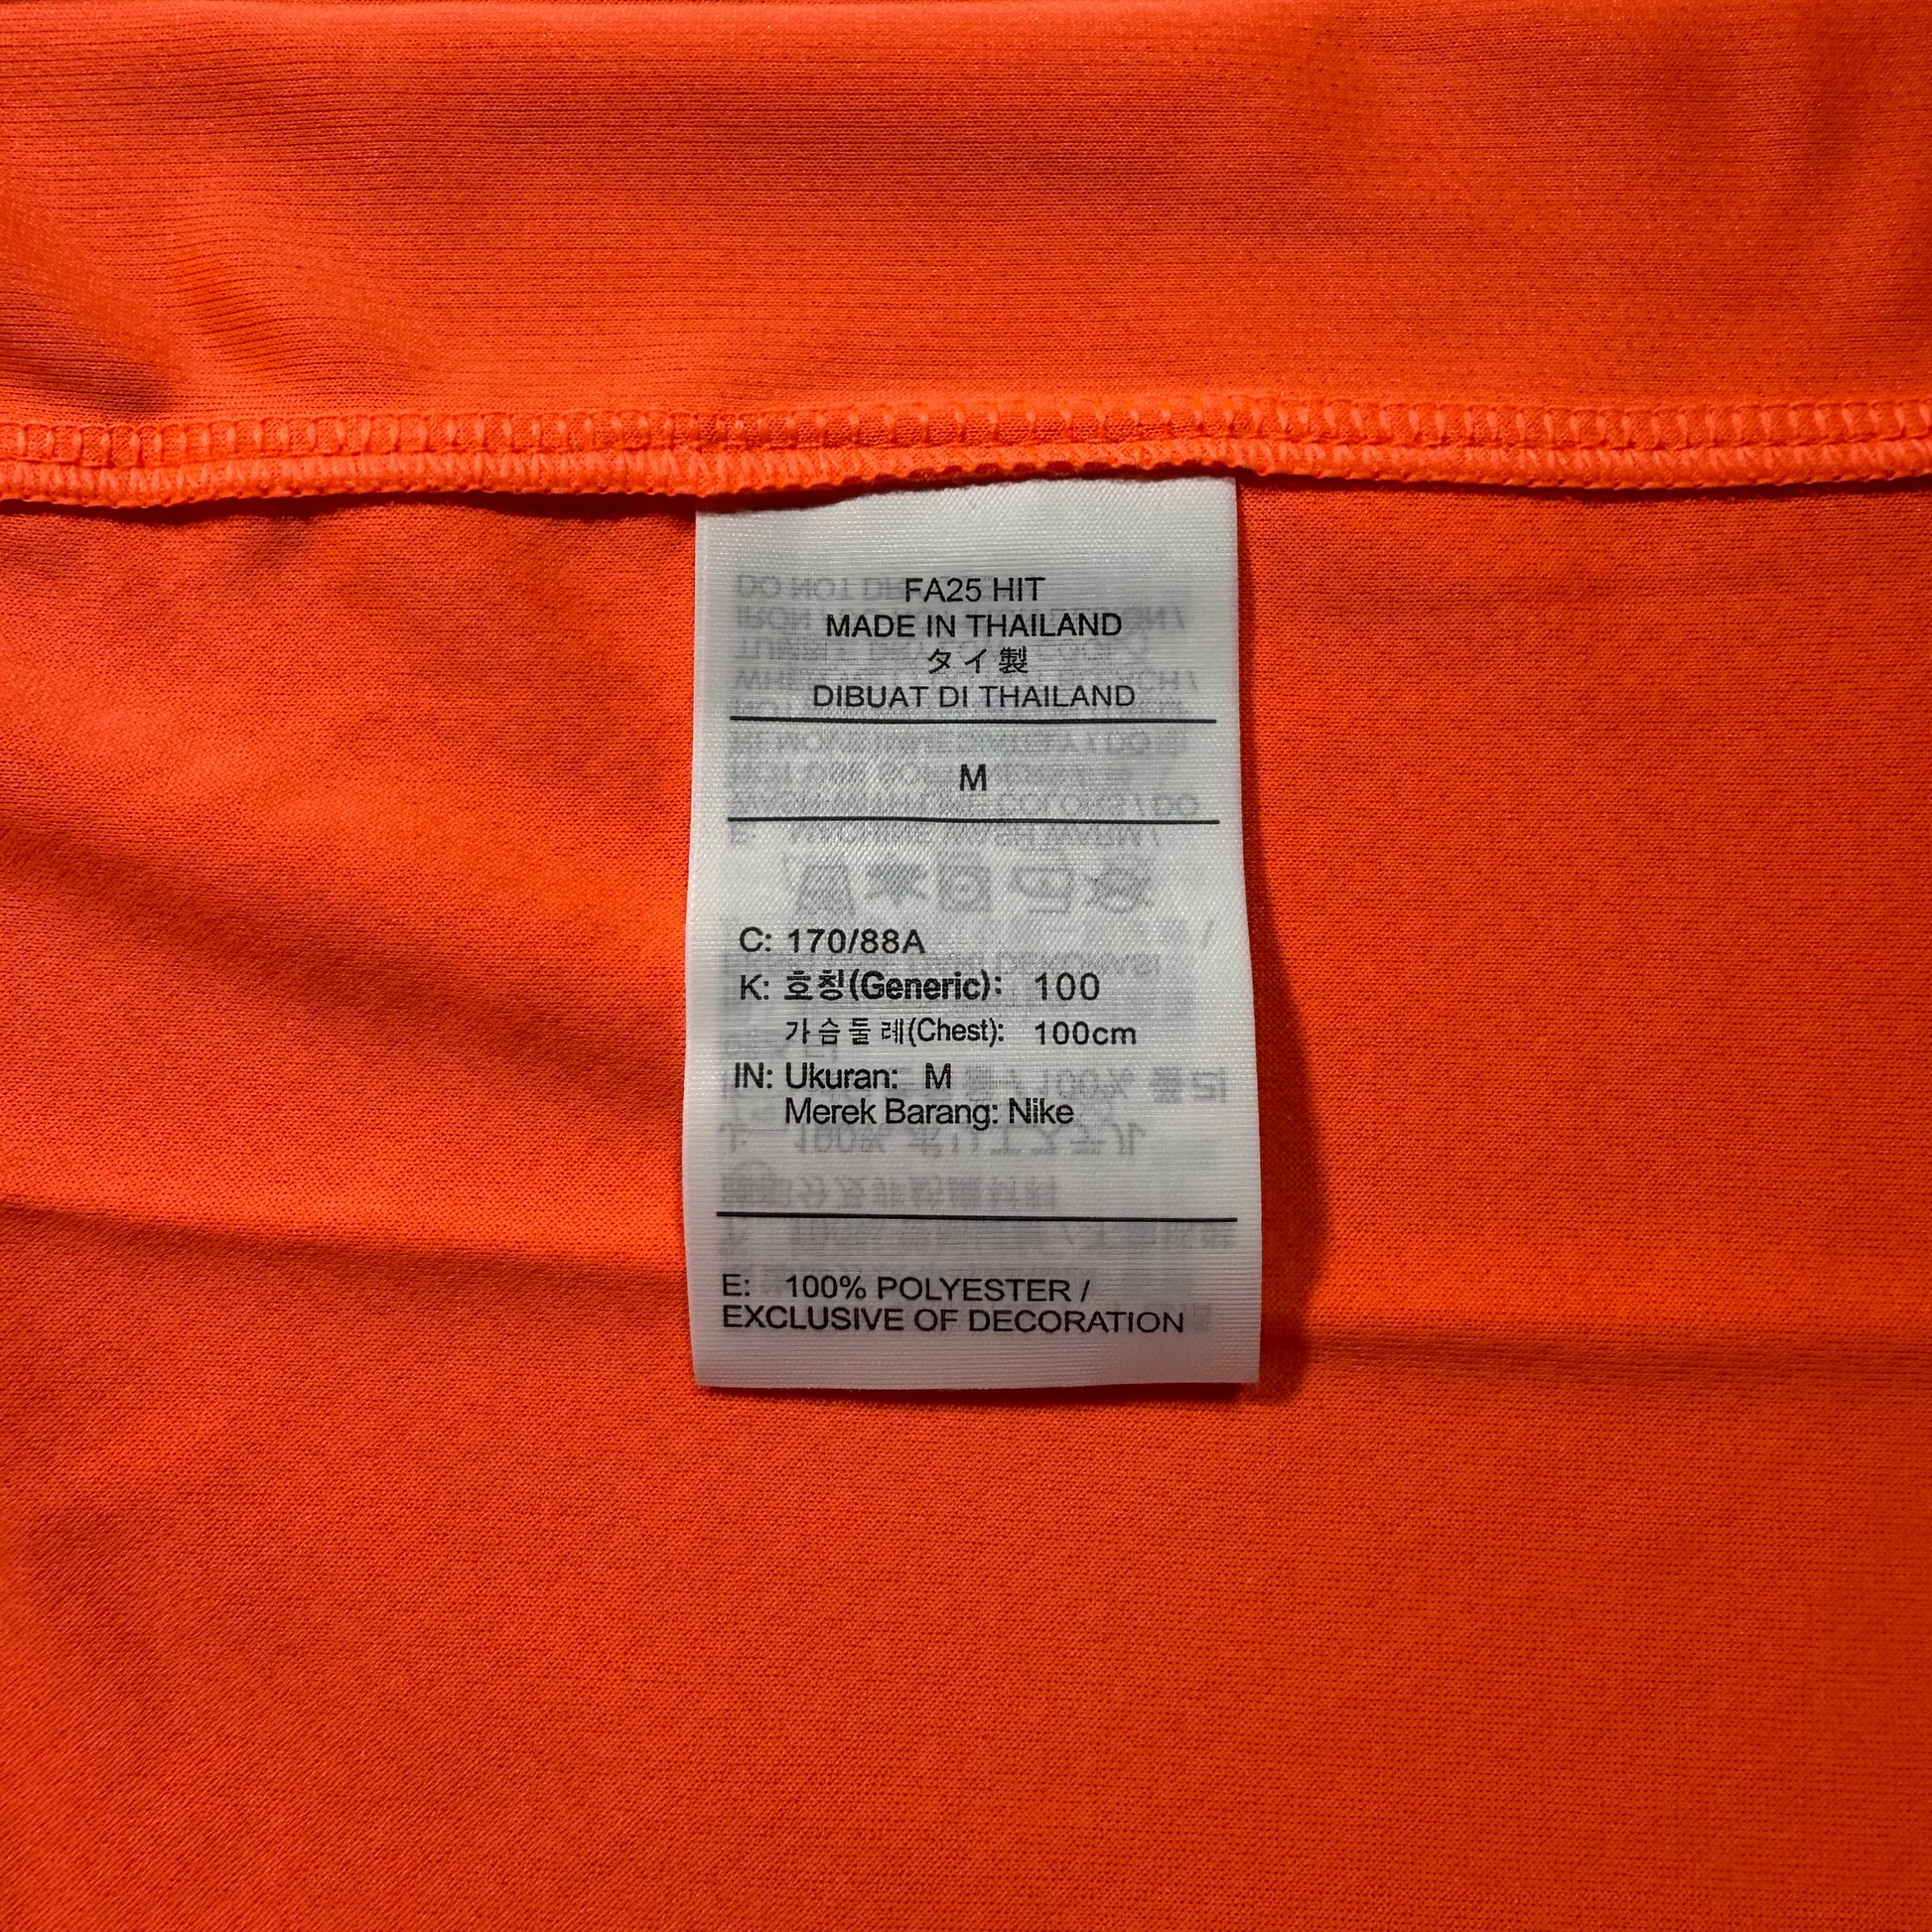 FA25 HIT
MADE IN THAILAND
タイ製
DIBUAT DI THAILAND
M
C: 170/88A
K: 호칭(Generic): 100
가슴둘레(Chest): 100cm
IN: Ukuran: M
Merek Barang: Nike
E: 100% POLYESTER /
EXCLUSIVE OF DECORATION